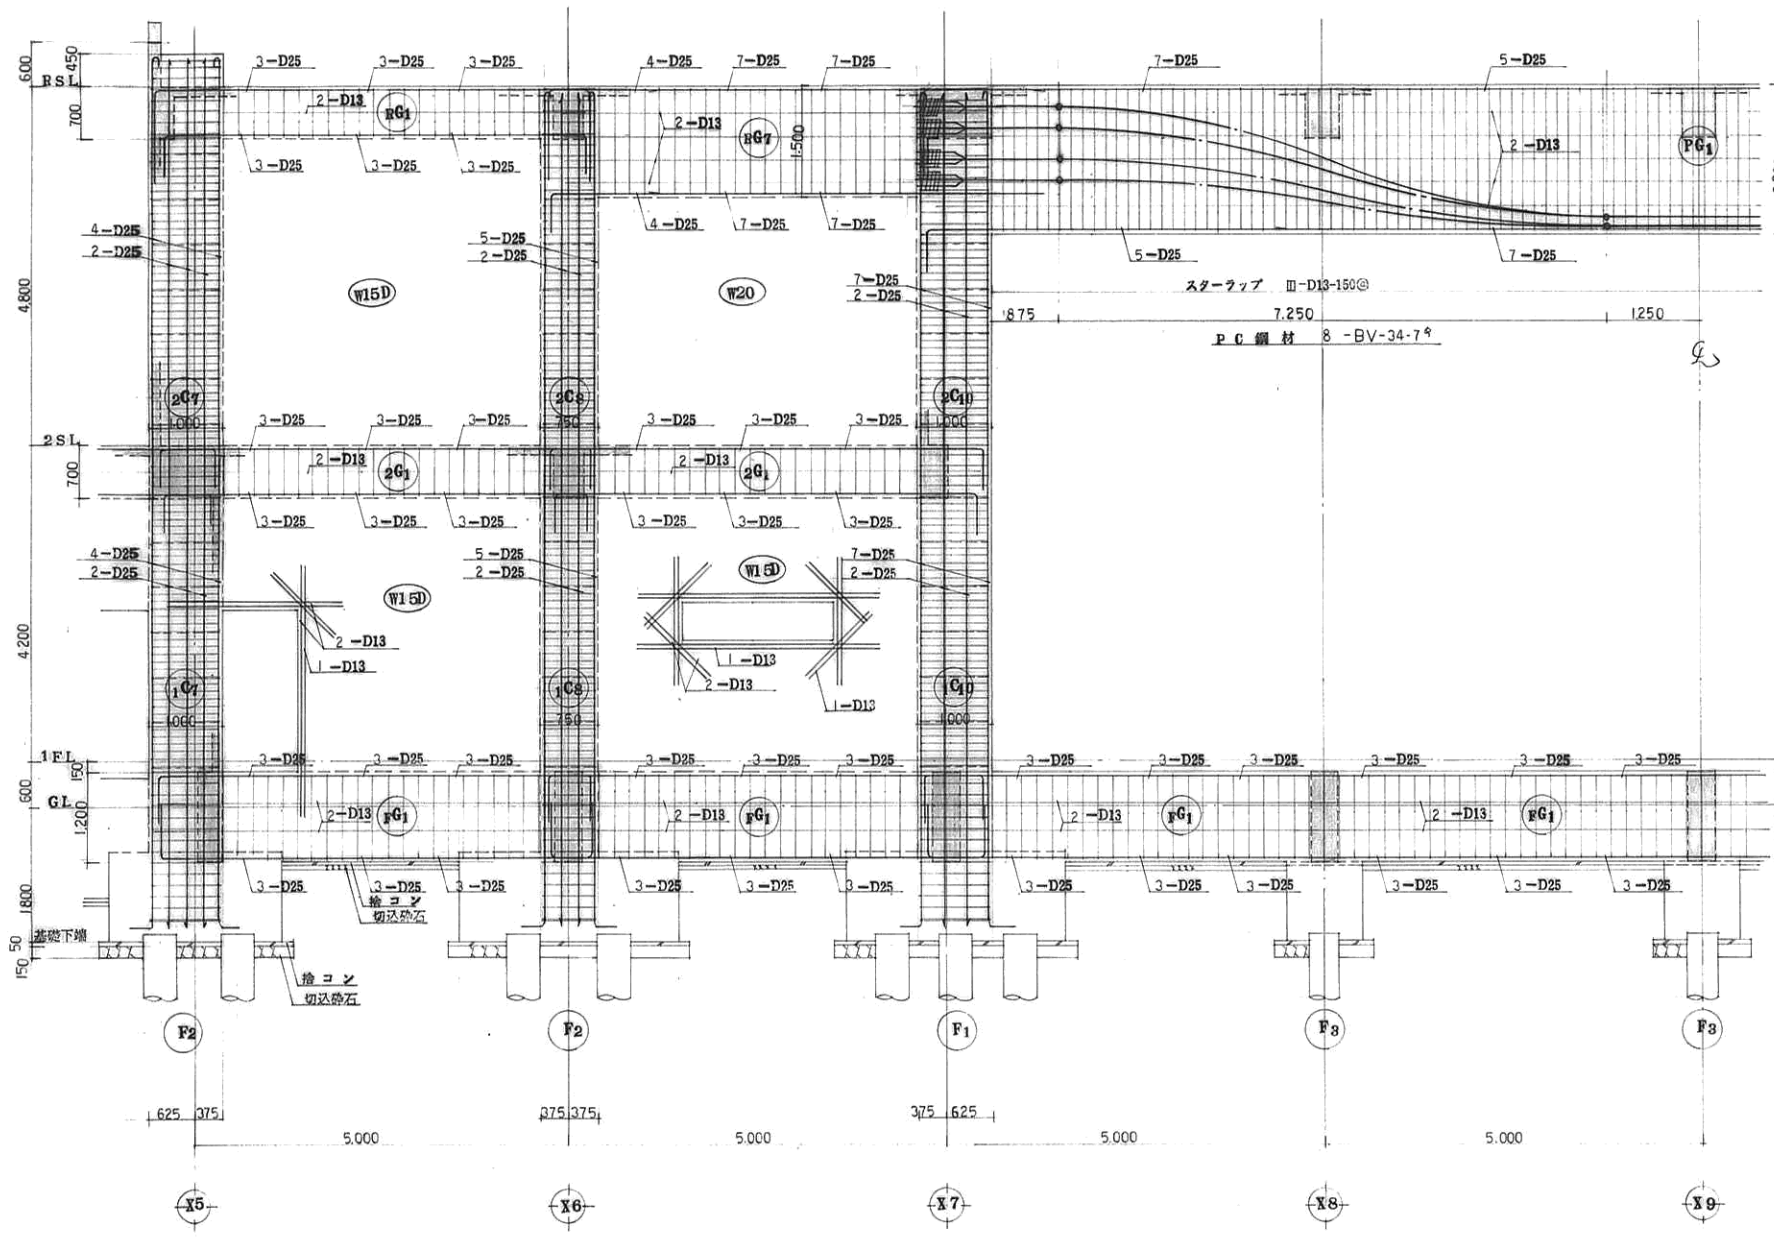 600
450
RSL
700
3-D25 3-D25 3-D25 4-D25 7-D25 7-D25 7-D25 5-D25
2-D13 RG1 2-D13 RG7 1500 2-D13 PG1
3-D25 3-D25 3-D25 4-D25 7-D25 7-D25 5-D25 7-D25
4-D25
2-D25
5-D25
2-D25
7-D25
2-D25
4.800
W15D W20
スターラップ Ⅲ-D13-150@
1875 7.250 1250
PC鋼材 8-BV-34-7φ
℄
2C7 2C8 2C10
1000 750 1000
2SL
700
3-D25 3-D25 3-D25 3-D25 3-D25 3-D25
2-D13 2G1 2-D13 2G1
3-D25 3-D25 3-D25 3-D25 3-D25 3-D25
4-D25
2-D25
5-D25
2-D25
7-D25
2-D25
4.200
W15D W15D
2-D13
1-D13
1-D13
2-D13
1-D13
1C7 1C8 1C10
1000 750 1000
1FL
150
600
GL
1200
3-D25 3-D25 3-D25 3-D25 3-D25 3-D25 3-D25 3-D25 3-D25 3-D25 3-D25 3-D25
2-D13 FG1 2-D13 FG1 2-D13 FG1 2-D13 FG1
3-D25 3-D25 3-D25 3-D25 3-D25 3-D25 3-D25 3-D25 3-D25 3-D25 3-D25 3-D25
捨コン
切込砕石
1800
基礎下端
50
150
捨コン
切込砕石
F2 F2 F1 F3 F3
625 375 375 375 375 625
5.000 5.000 5.000 5.000
X5 X6 X7 X8 X9